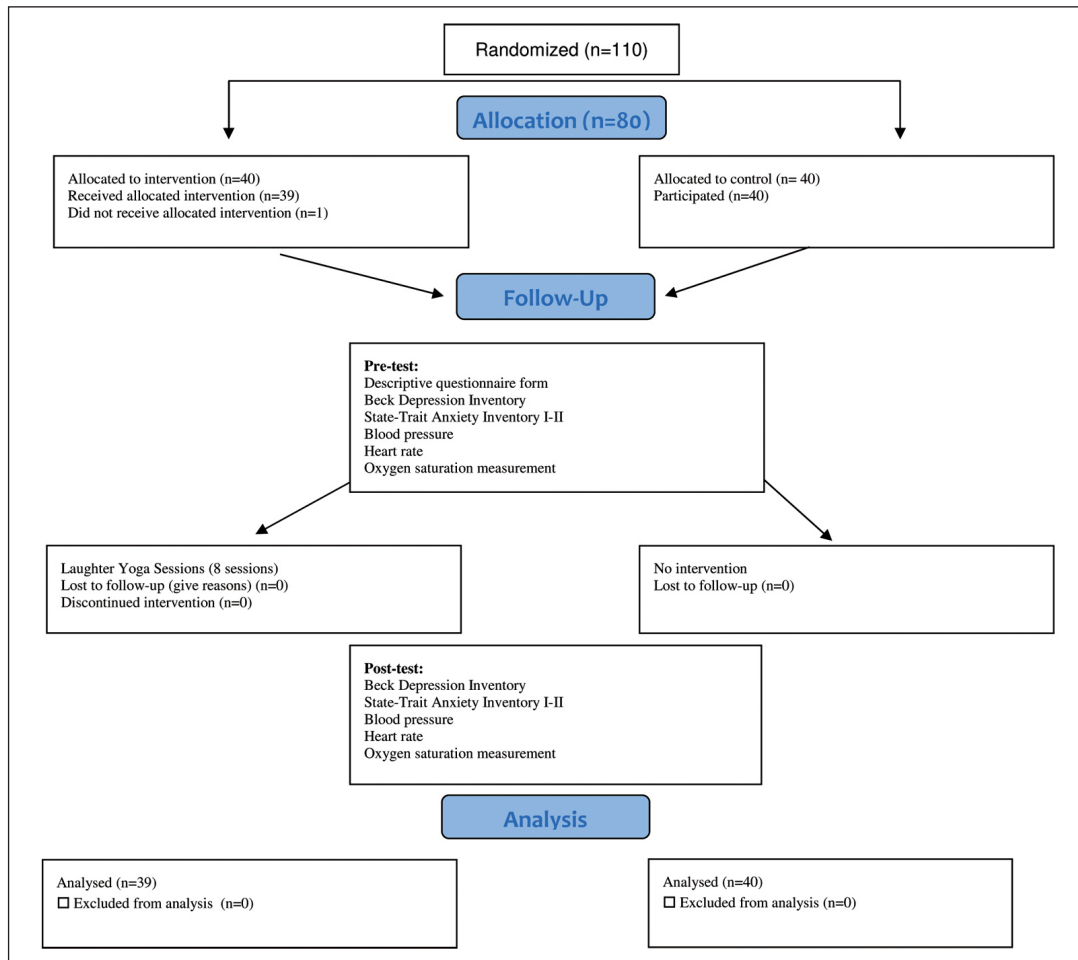 Randomized (n=110)
Allocation (n=80)
Allocated to intervention (n=40)
Received allocated intervention (n=39)
Did not receive allocated intervention (n=1)
Allocated to control (n= 40)
Participated (n=40)
Follow-Up
Pre-test:
Descriptive questionnaire form
Beck Depression Inventory
State-Trait Anxiety Inventory I-II
Blood pressure
Heart rate
Oxygen saturation measurement
Laughter Yoga Sessions (8 sessions)
Lost to follow-up (give reasons) (n=0)
Discontinued intervention (n=0)
No intervention
Lost to follow-up (n=0)
Post-test:
Beck Depression Inventory
State-Trait Anxiety Inventory I-II
Blood pressure
Heart rate
Oxygen saturation measurement
Analysis
Analysed (n=39)
☐ Excluded from analysis (n=0)
Analysed (n=40)
☐ Excluded from analysis (n=0)